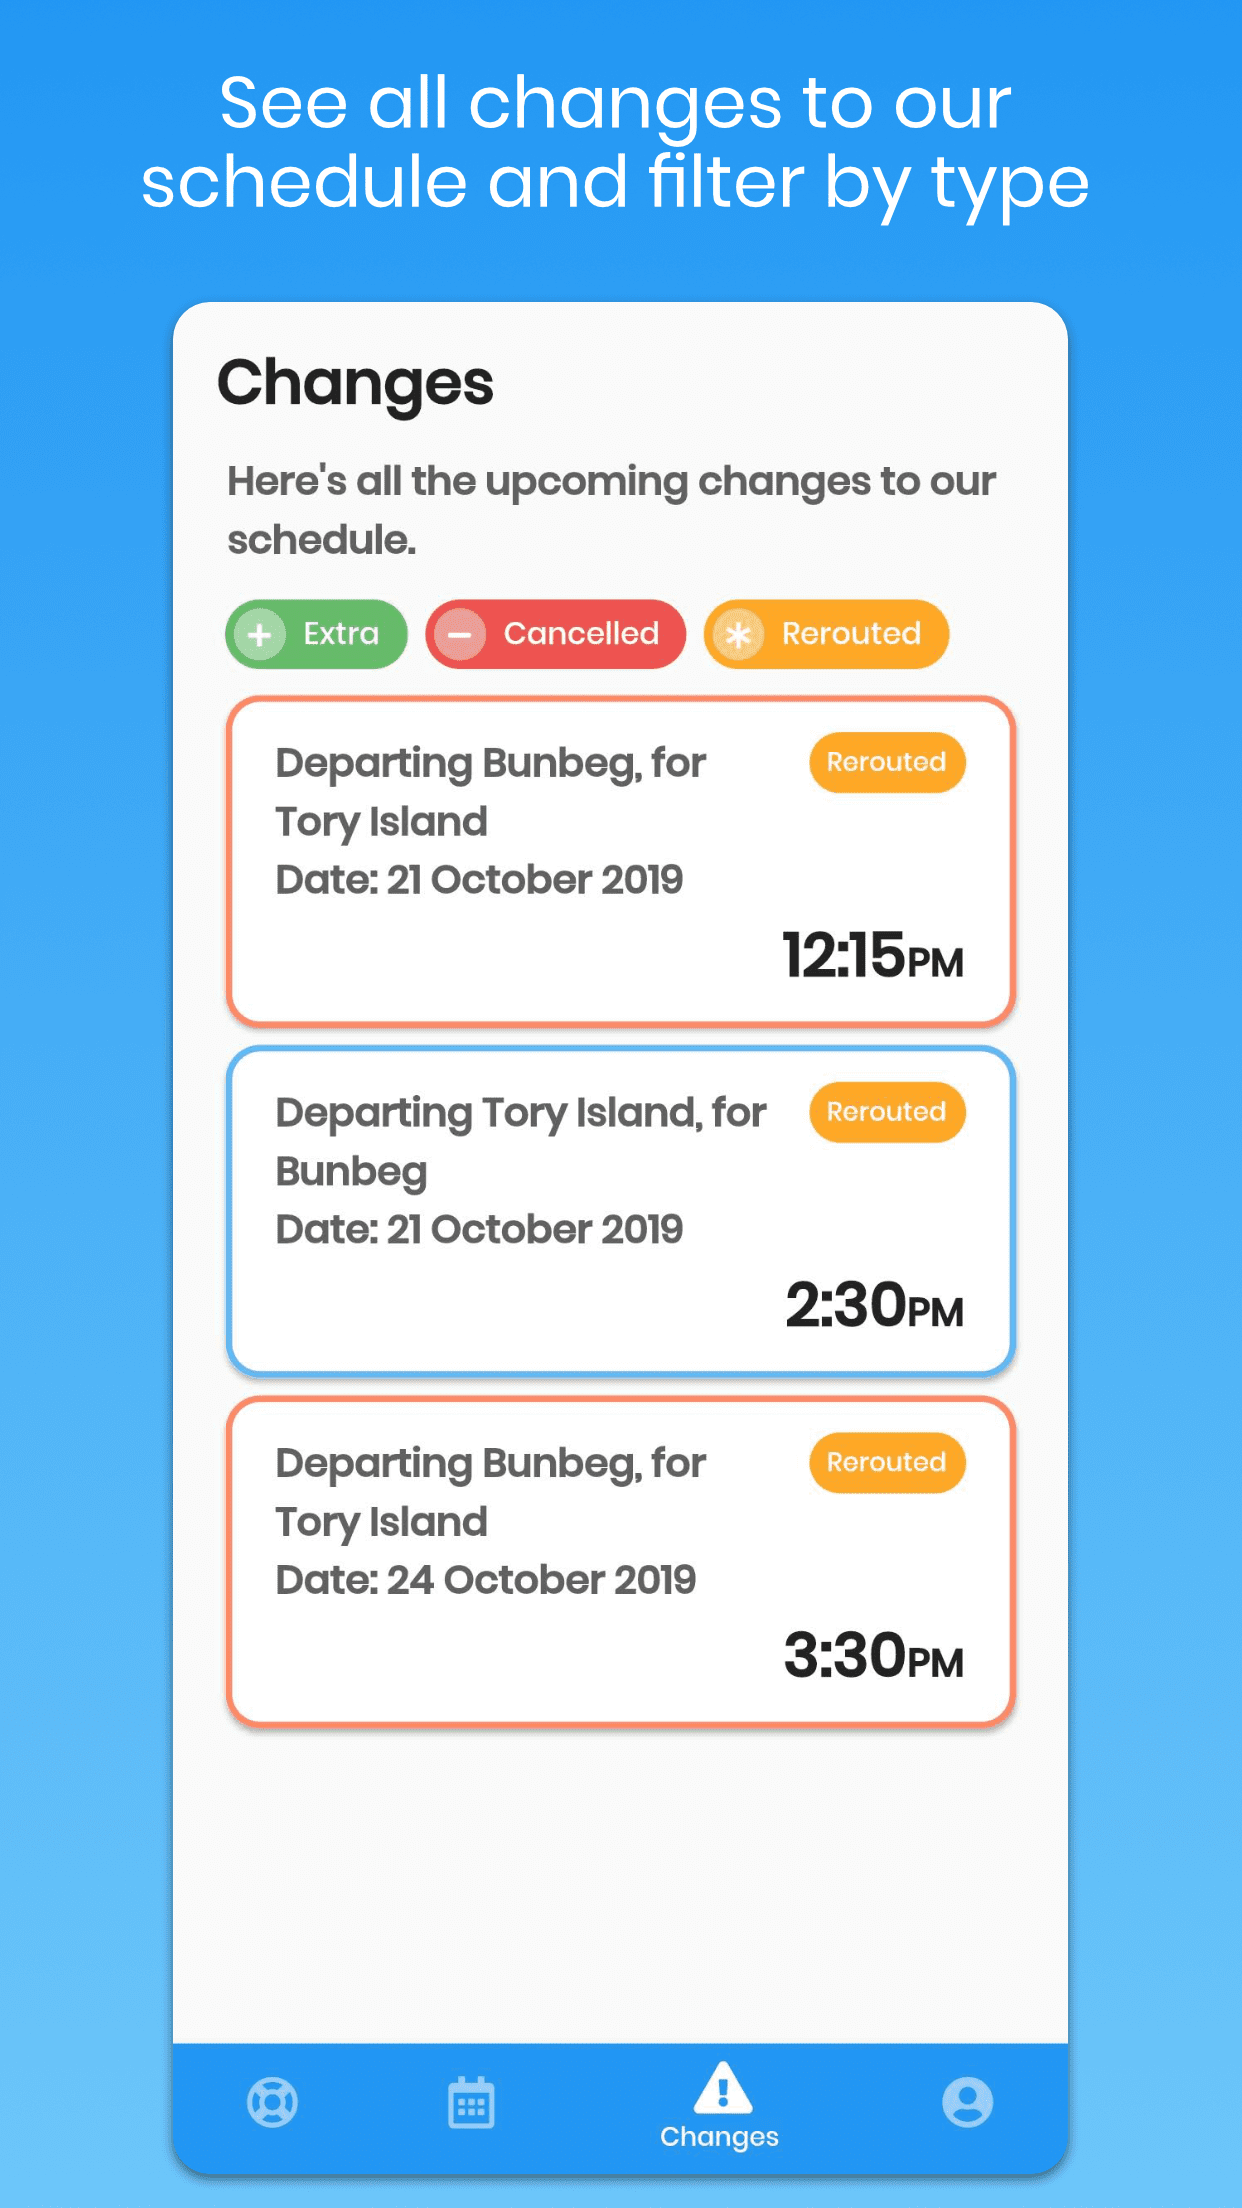 See all changes to our
schedule and filter by type
Changes
Here's all the upcoming changes to our
schedule.
Extra
Cancelled
Rerouted
Departing Bunbeg, for
Tory Island
Date: 21 October 2019
Rerouted
12:15PM
Departing Tory Island, for
Bunbeg
Date: 21 October 2019
Rerouted
2:30PM
Departing Bunbeg, for
Tory Island
Date: 24 October 2019
Rerouted
3:30PM
Changes